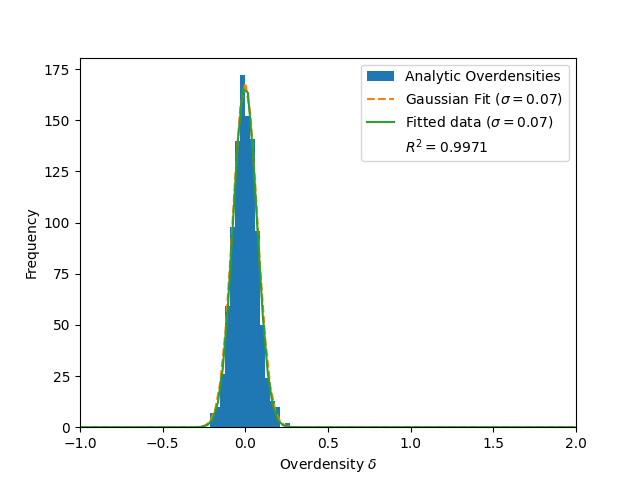 175
150
125
100
75
50
25
0
Frequency
Analytic Overdensities
Gaussian Fit (σ = 0.07)
Fitted data (σ = 0.07)
R² = 0.9971
−1.0 −0.5 0.0 0.5 1.0 1.5 2.0
Overdensity δ